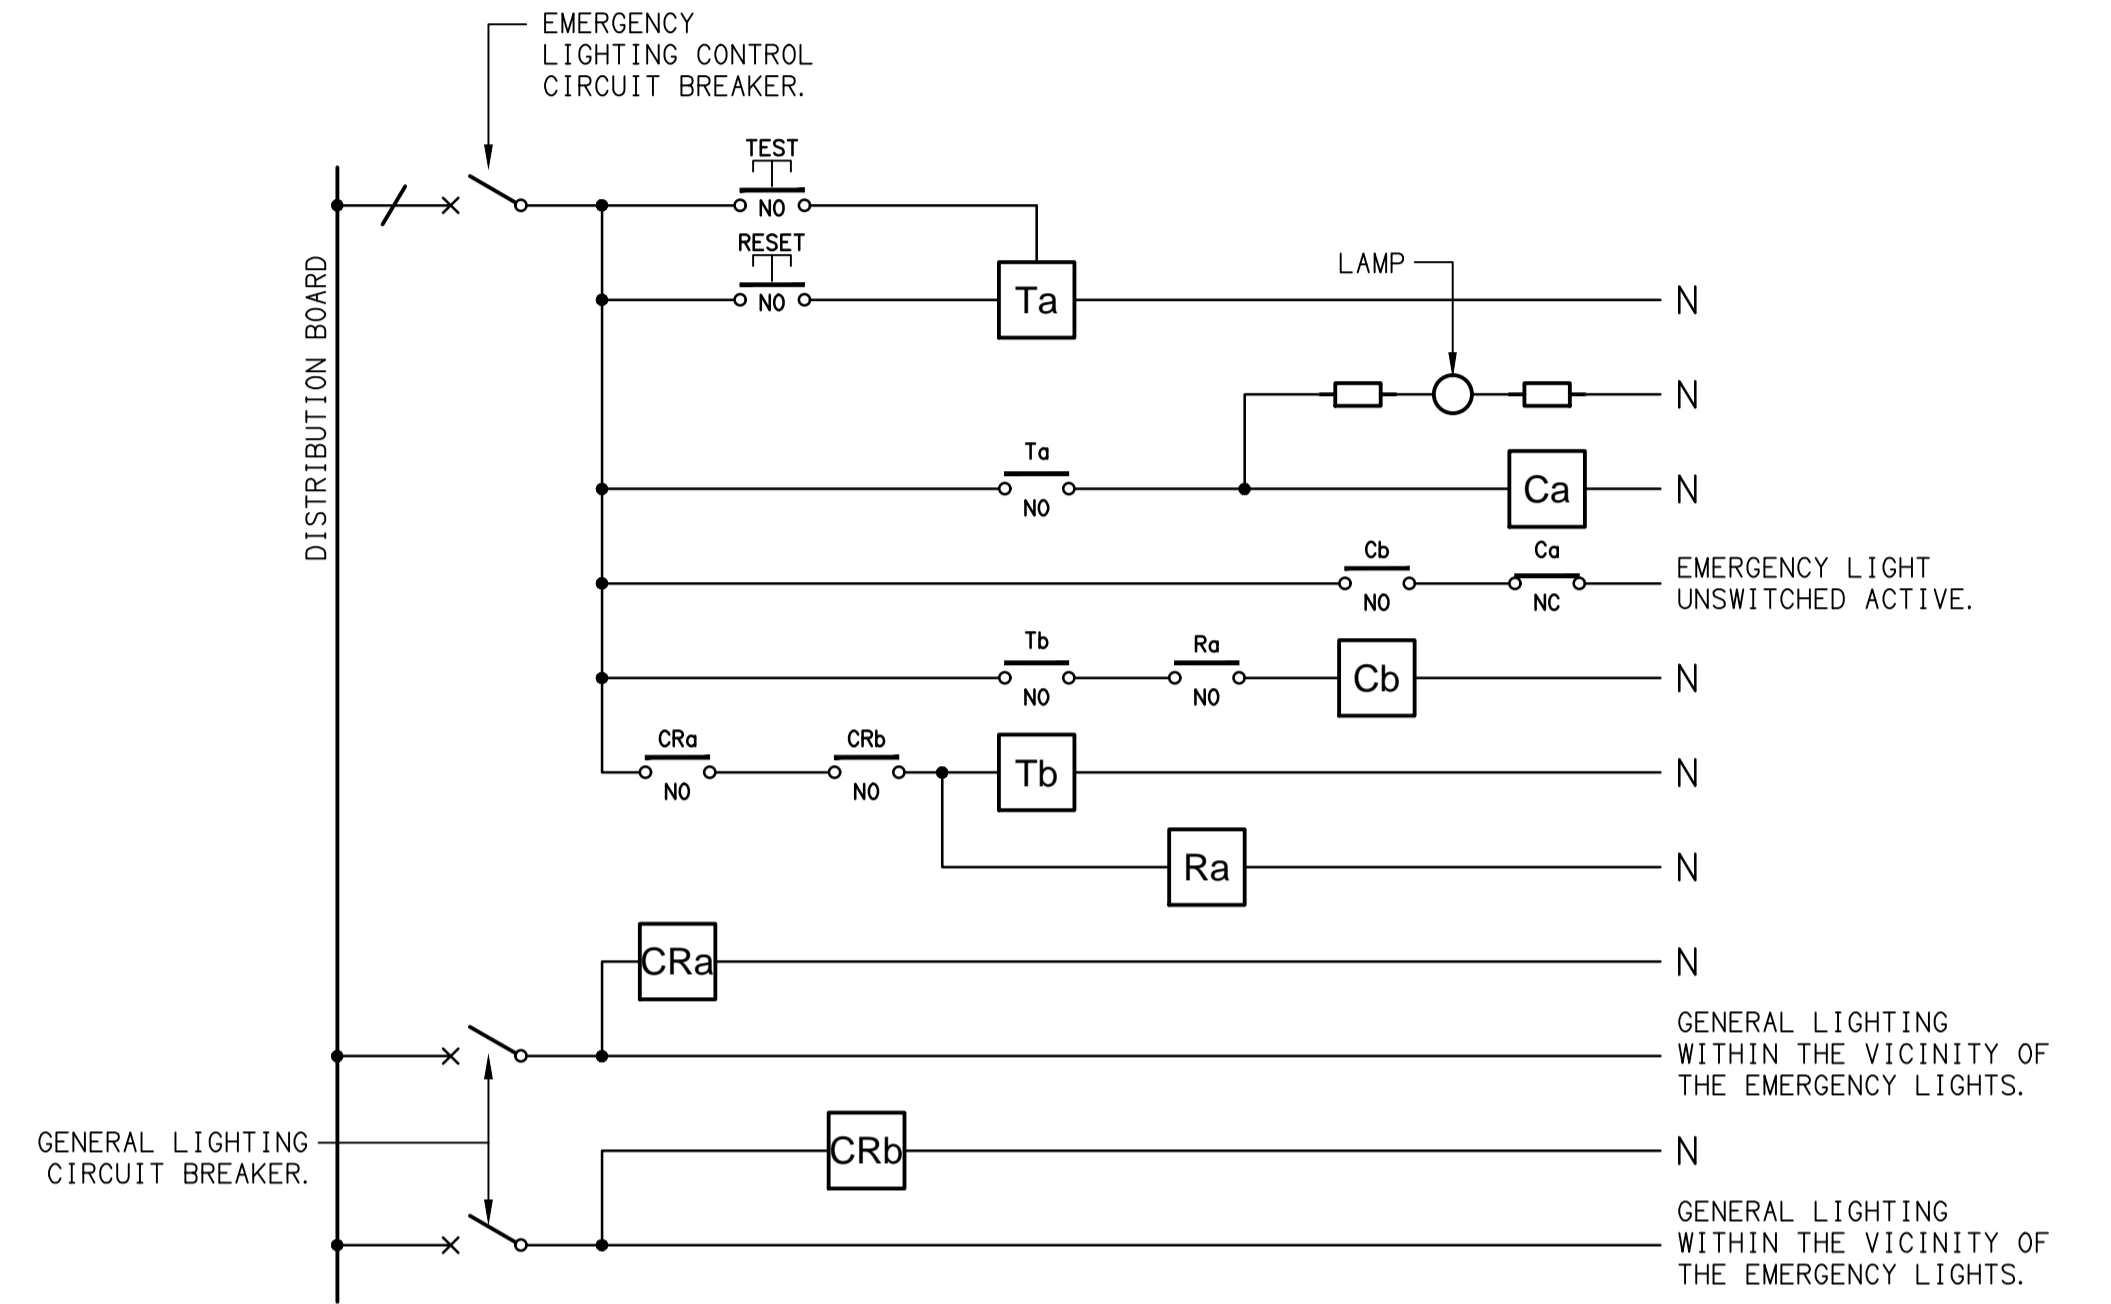 EMERGENCY
LIGHTING CONTROL
CIRCUIT BREAKER.
TEST
NO
RESET
NO
Ta
N
LAMP
N
Ta
NO
Ca
N
Cb
NO
Ca
NC
EMERGENCY LIGHT
UNSWITCHED ACTIVE.
Tb
NO
Ra
NO
Cb
N
CRa
NO
CRb
NO
Tb
N
Ra
N
CRa
N
GENERAL LIGHTING
WITHIN THE VICINITY OF
THE EMERGENCY LIGHTS.
CRb
N
GENERAL LIGHTING
WITHIN THE VICINITY OF
THE EMERGENCY LIGHTS.
DISTRIBUTION BOARD
GENERAL LIGHTING
CIRCUIT BREAKER.